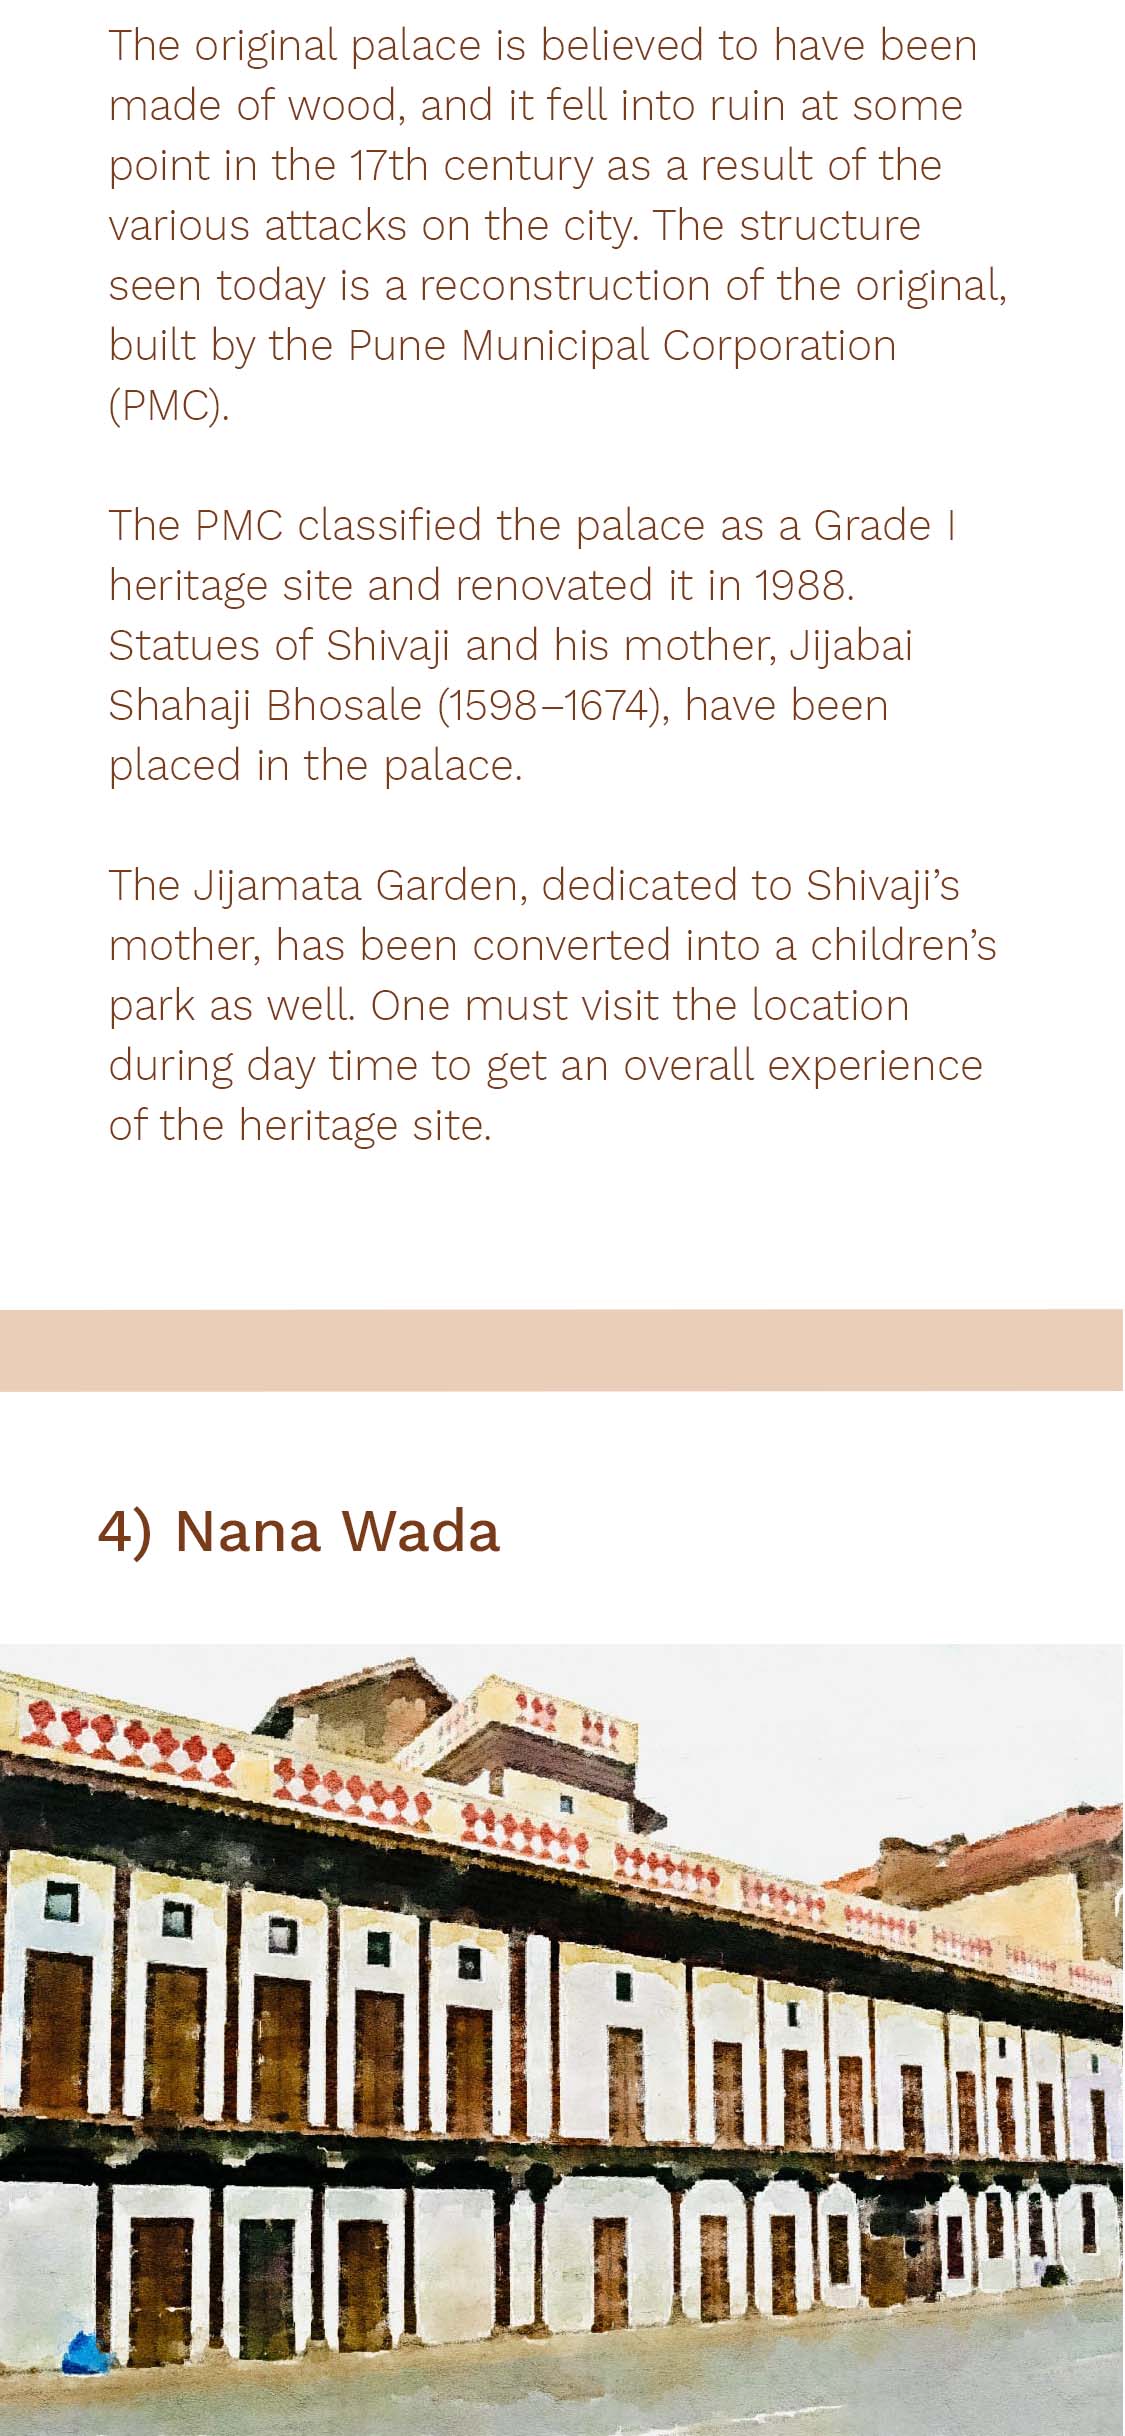 The original palace is believed to have been
made of wood, and it fell into ruin at some
point in the 17th century as a result of the
various attacks on the city. The structure
seen today is a reconstruction of the original,
built by the Pune Municipal Corporation
(PMC).
The PMC classified the palace as a Grade I
heritage site and renovated it in 1988.
Statues of Shivaji and his mother, Jijabai
Shahaji Bhosale (1598–1674), have been
placed in the palace.
The Jijamata Garden, dedicated to Shivaji’s
mother, has been converted into a children’s
park as well. One must visit the location
during day time to get an overall experience
of the heritage site.
4) Nana Wada